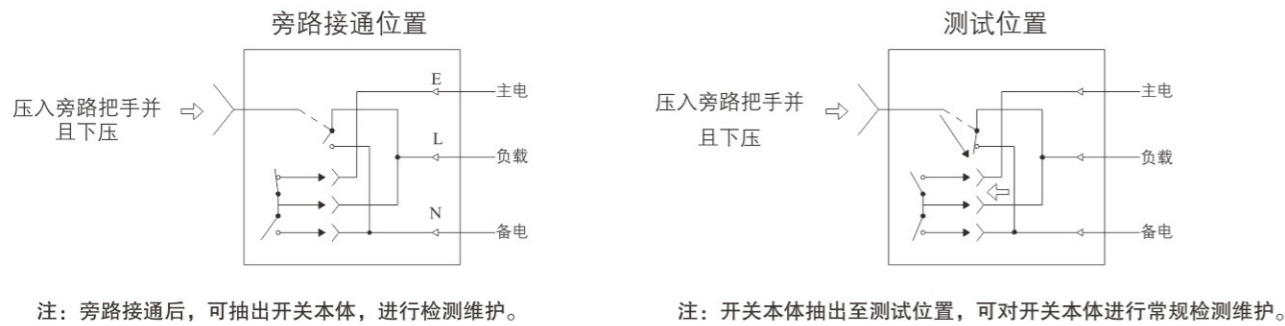 旁路接通位置
压入旁路把手并
且下压
E
主电
L
负载
N
备电
注：旁路接通后，可抽出开关本体，进行检测维护。
测试位置
压入旁路把手并
且下压
主电
负载
备电
注：开关本体抽出至测试位置，可对开关本体进行常规检测维护。